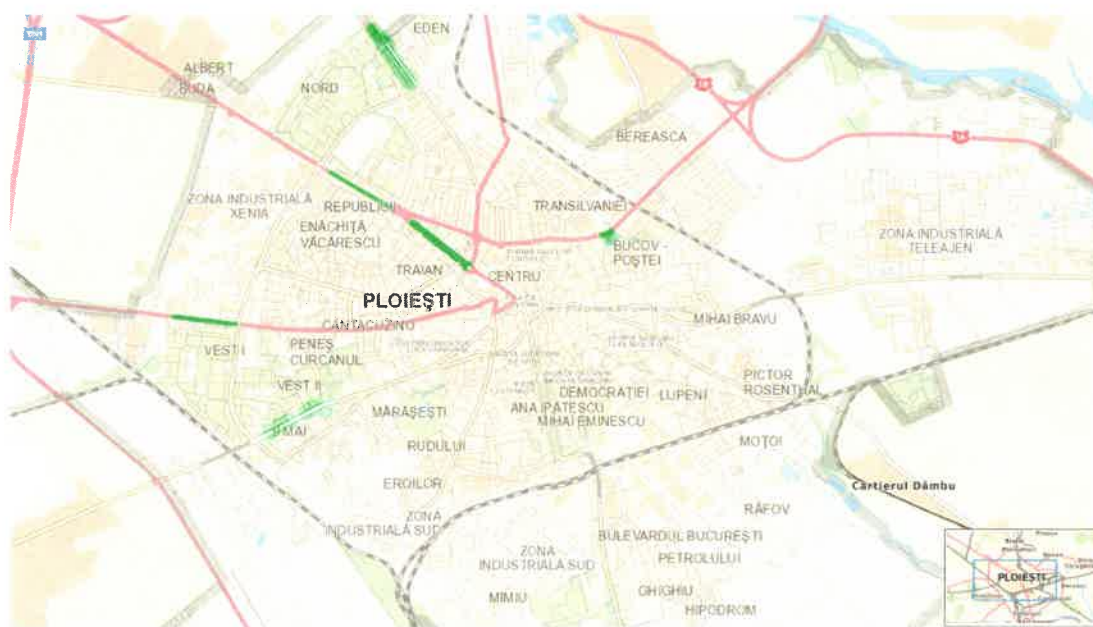 EDEN
ALBERT
BUDA
NORD
BEREASCA
ZONA INDUSTRIALĂ
XENIA
REPUBLICII
TRANSILVANIEI
ENĂCHIȚĂ
VĂCĂRESCU
BUCOV -
POȘTEI
ZONA INDUSTRIALĂ
TELEAJEN
TRAIAN
CENTRU
PLOIEȘTI
CANTACUZINO
MIHAI BRAVU
VEST I
PENEȘ
CURCANUL
VEST II
PICTOR
ROSENTHAL
DEMOCRAȚIEI
LUPENI
MĂRĂȘEȘTI
ANA IPĂTESCU
MIHAI EMINESCU
9 MAI
RUDULUI
MOȚOI
EROILOR
Cartierul Dâmbu
ZONA
INDUSTRIALĂ SUD
RÂFOV
BULEVARDUL BUCUREȘTI
ZONA
INDUSTRIALĂ SUD
PETROLULUI
GHIGHIU
MIMIU
HIPODROM
PLOIEȘTI